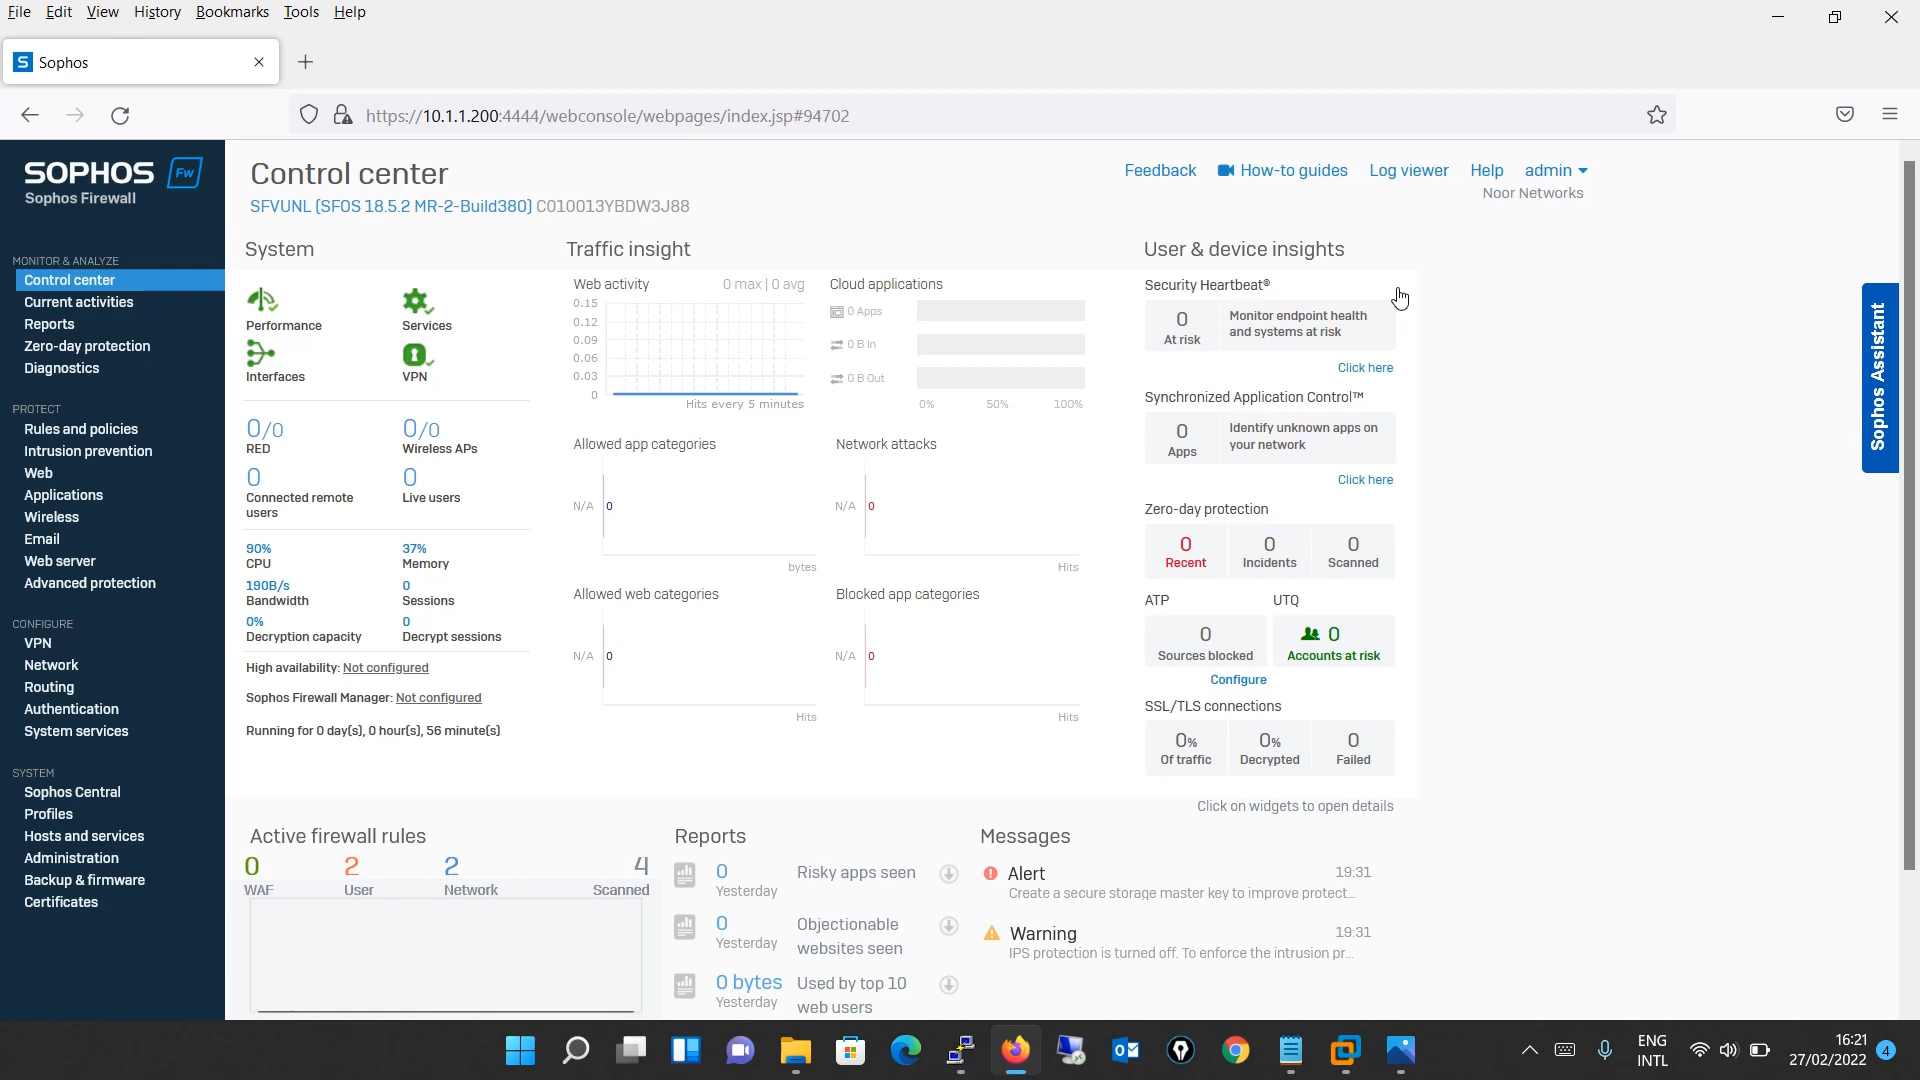 File Edit View History Bookmarks Tools Help
S Sophos
https://10.1.1.200:4444/webconsole/webpages/index.jsp#94702
SOPHOS Fw
Sophos Firewall
Control center
Feedback How-to guides Log viewer Help admin
Noor Networks
SFVUNL (SFOS 18.5.2 MR-2-Build380) C010013YBDW3J88
MONITOR & ANALYZE
Control center
Current activities
Reports
Zero-day protection
Diagnostics
PROTECT
Rules and policies
Intrusion prevention
Web
Applications
Wireless
Email
Web server
Advanced protection
CONFIGURE
VPN
Network
Routing
Authentication
System services
SYSTEM
Sophos Central
Profiles
Hosts and services
Administration
Backup & firmware
Certificates
System
Performance Services
Interfaces VPN
0/0 0/0
RED Wireless APs
0 0
Connected remote users Live users
90% 37%
CPU Memory
190B/s 0
Bandwidth Sessions
0% 0
Decryption capacity Decrypt sessions
High availability: Not configured
Sophos Firewall Manager: Not configured
Running for 0 day(s), 0 hour(s), 56 minute(s)
Traffic insight
Web activity 0 max | 0 avg
0.15
0.12
0.09
0.06
0.03
0
Hits every 5 minutes
Cloud applications
0 Apps
0 B In
0 B Out
0% 50% 100%
Allowed app categories
N/A 0
bytes
Network attacks
N/A 0
Hits
Allowed web categories
N/A 0
Hits
Blocked app categories
N/A 0
Hits
User & device insights
Security Heartbeat®
0
At risk
Monitor endpoint health
and systems at risk
Click here
Synchronized Application Control™
0
Apps
Identify unknown apps on
your network
Click here
Zero-day protection
0 0 0
Recent Incidents Scanned
ATP UTQ
0 0
Sources blocked Accounts at risk
Configure
SSL/TLS connections
0% 0% 0
Of traffic Decrypted Failed
Click on widgets to open details
Sophos Assistant
Active firewall rules
0 2 2 4
WAF User Network Scanned
Reports
0 Risky apps seen
Yesterday
0 Objectionable
Yesterday websites seen
0 bytes Used by top 10
Yesterday web users
Messages
Alert 19:31
Create a secure storage master key to improve protect...
Warning 19:31
IPS protection is turned off. To enforce the intrusion pr...
ENG
INTL
16:21
27/02/2022
4